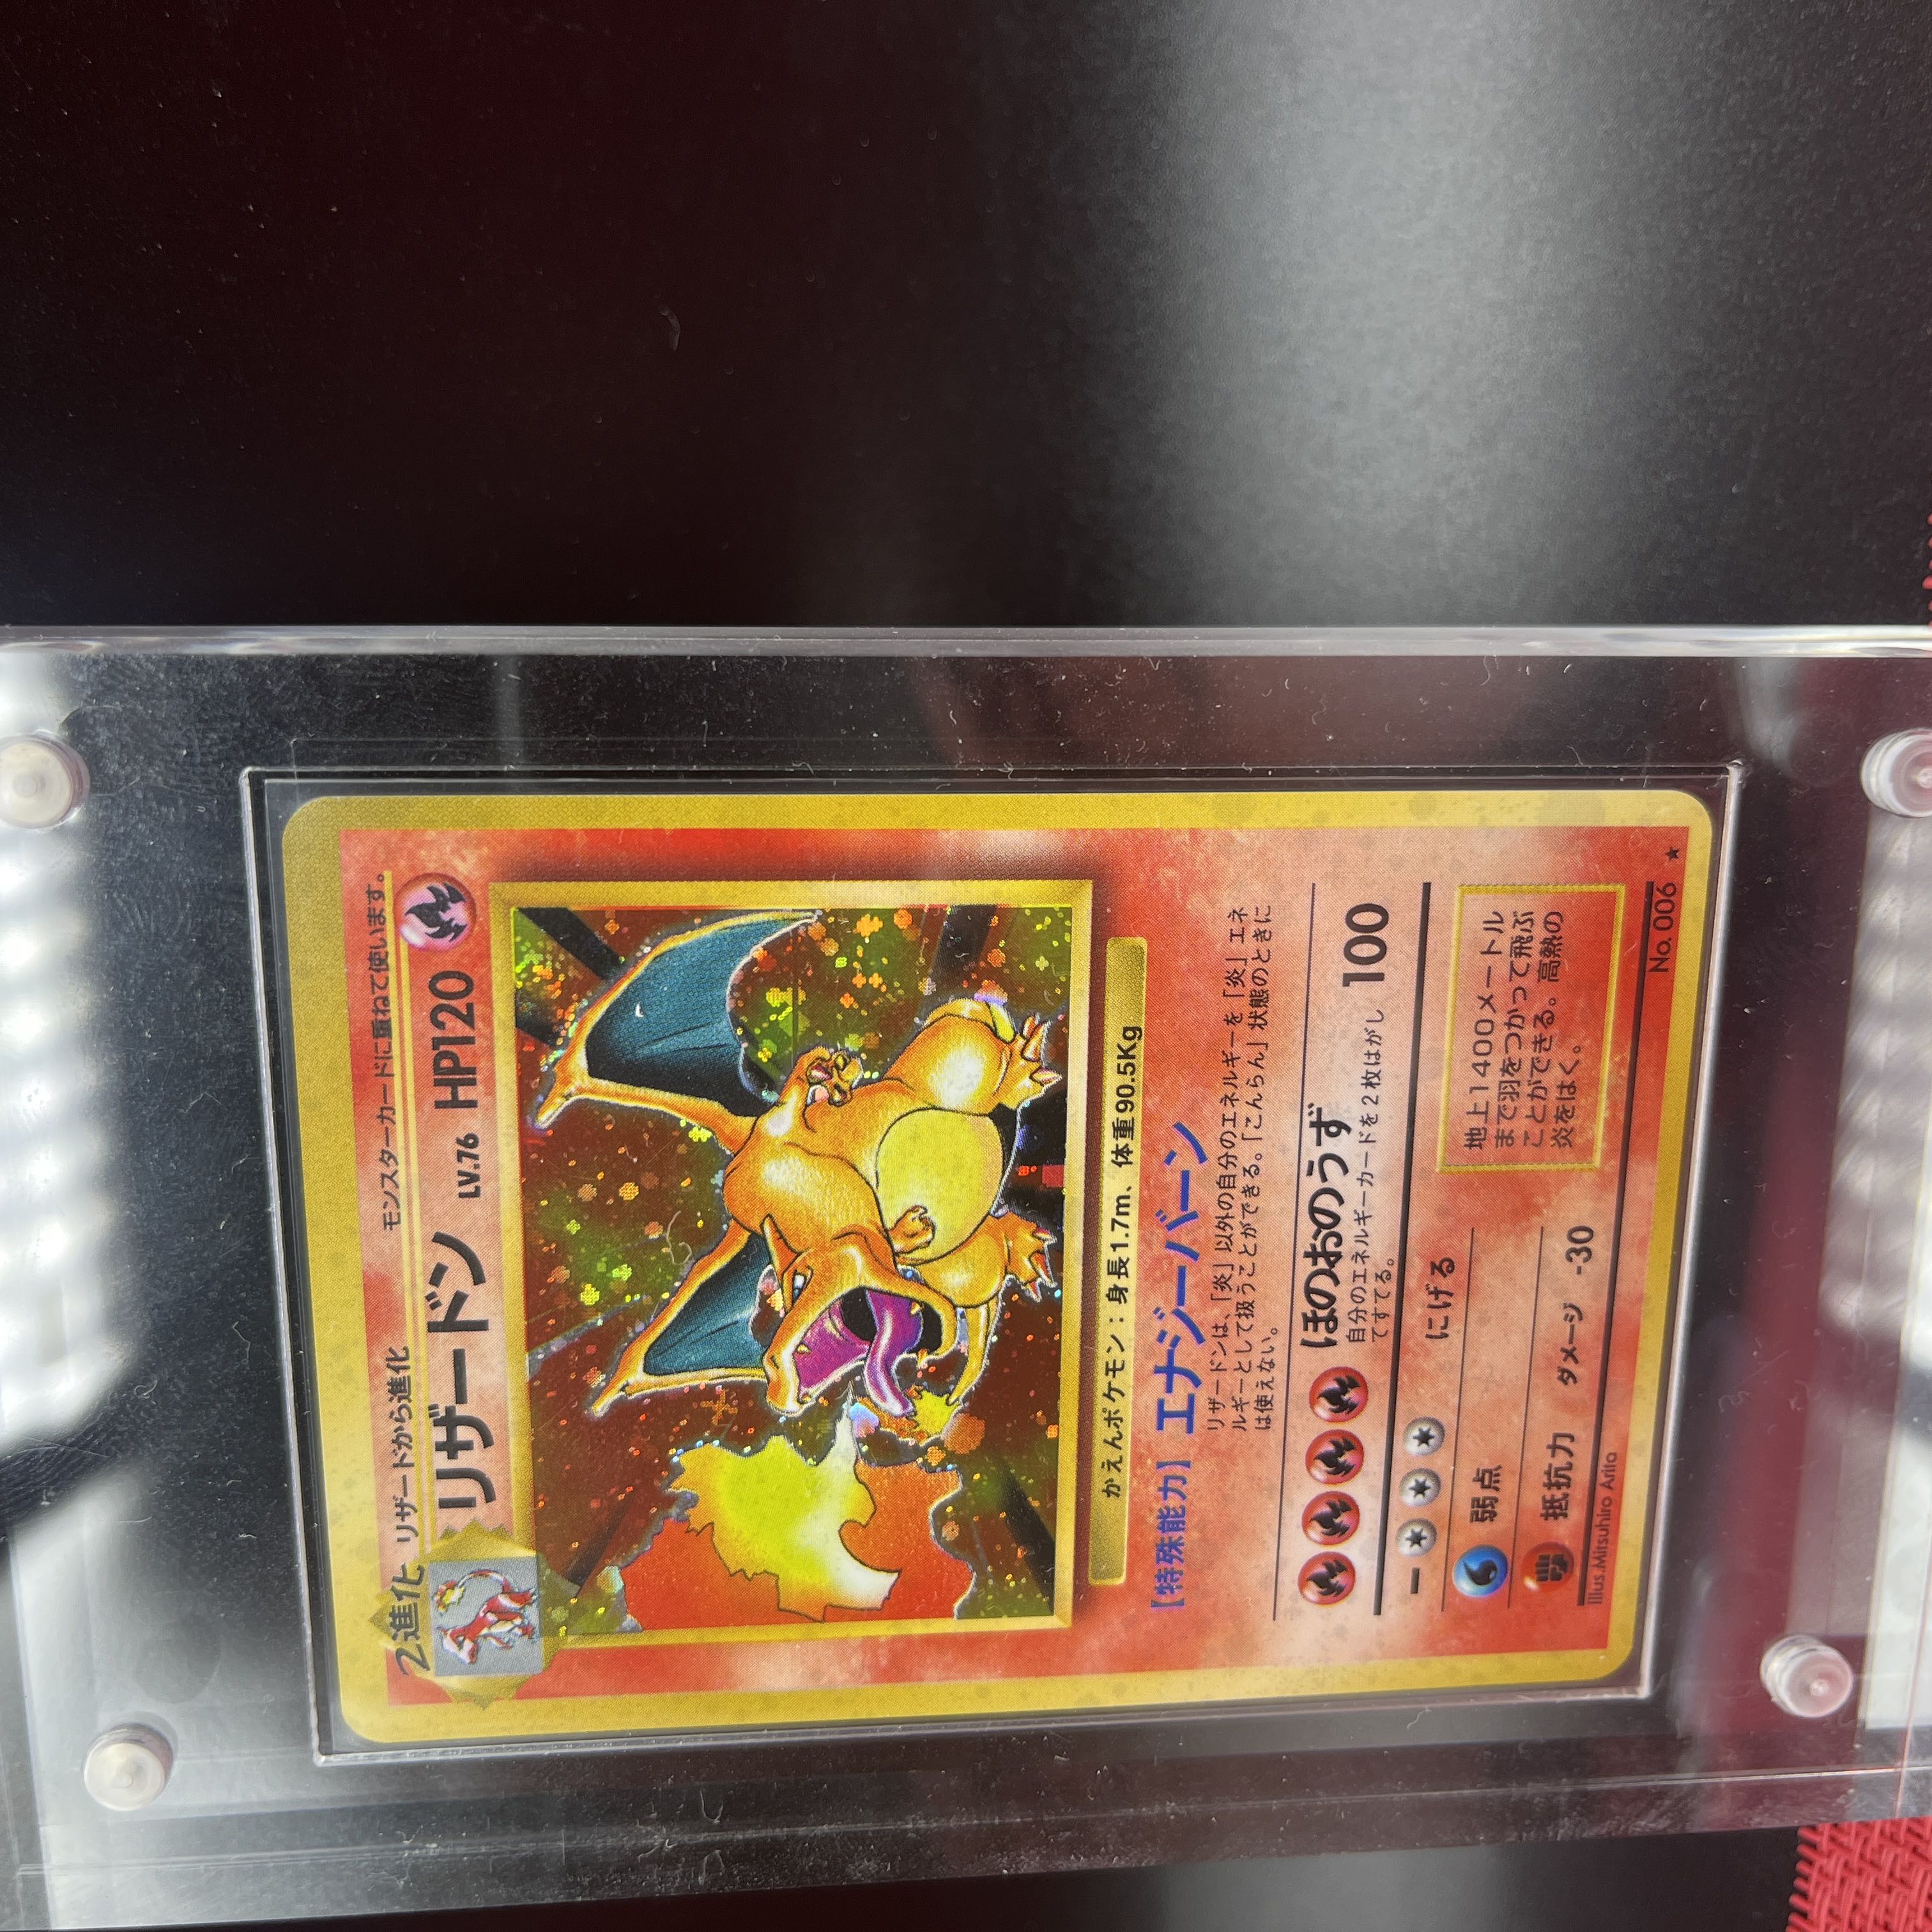 2進化 リザードから進化 モンスターカードに重ねて使います。
リザードン LV.76 HP120
かえんポケモン：身長1.7m、体重90.5Kg
【特殊能力】エナジーバーン
リザードンは、「炎」以外の自分のエネルギーを「炎」エネ
ルギーとして扱うことができる。「こんらん」状態のときに
は使えない。
ほのおのうず 100
自分のエネルギーカードを2枚はがし
てすてる。
にげる
弱点
抵抗力 ダメージ -30
地上1400メートル
まで羽をつかって飛ぶ
ことができる。高熱の
炎をはく。
Illus.Mitsuhiro Arita
No.006 ★